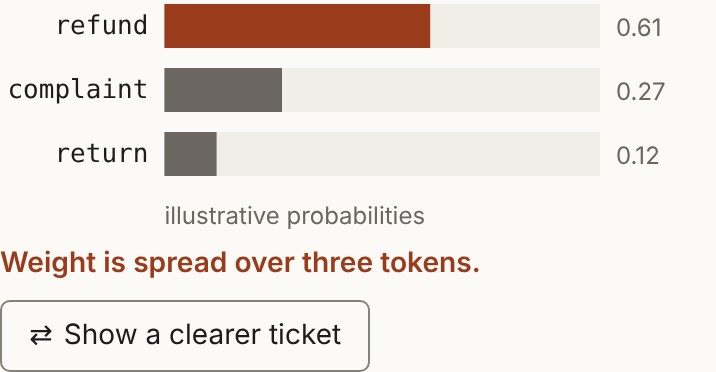 refund 0.61
complaint 0.27
return 0.12
illustrative probabilities
Weight is spread over three tokens.
⇄ Show a clearer ticket